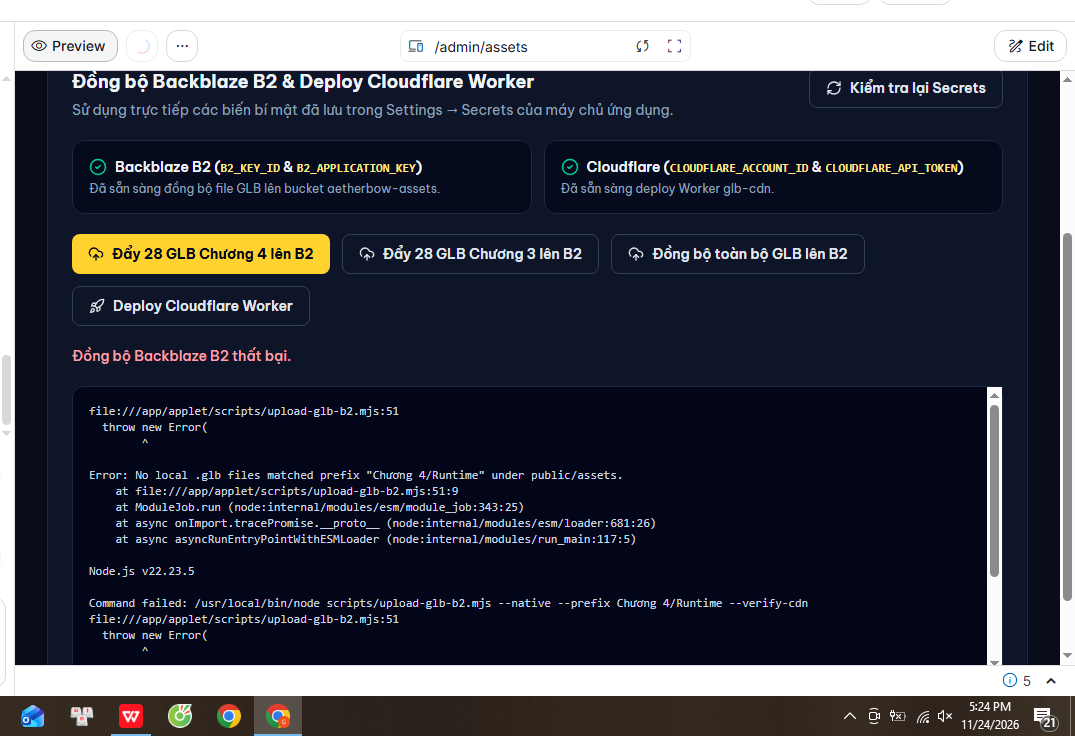 Preview
/admin/assets
Edit
Đồng bộ Backblaze B2 & Deploy Cloudflare Worker
Sử dụng trực tiếp các biến bí mật đã lưu trong Settings → Secrets của máy chủ ứng dụng.
Kiểm tra lại Secrets
Backblaze B2 (B2_KEY_ID & B2_APPLICATION_KEY)
Đã sẵn sàng đồng bộ file GLB lên bucket aetherbow-assets.
Cloudflare (CLOUDFLARE_ACCOUNT_ID & CLOUDFLARE_API_TOKEN)
Đã sẵn sàng deploy Worker glb-cdn.
Đẩy 28 GLB Chương 4 lên B2
Đẩy 28 GLB Chương 3 lên B2
Đồng bộ toàn bộ GLB lên B2
Deploy Cloudflare Worker
Đồng bộ Backblaze B2 thất bại.
file:///app/applet/scripts/upload-glb-b2.mjs:51
throw new Error(
^
Error: No local .glb files matched prefix "Chương 4/Runtime" under public/assets.
at file:///app/applet/scripts/upload-glb-b2.mjs:51:9
at ModuleJob.run (node:internal/modules/esm/module_job:343:25)
at async onImport.tracePromise.__proto__ (node:internal/modules/esm/loader:681:26)
at async asyncRunEntryPointWithESMLoader (node:internal/modules/run_main:117:5)
Node.js v22.23.5
Command failed: /usr/local/bin/node scripts/upload-glb-b2.mjs --native --prefix Chương 4/Runtime --verify-cdn
file:///app/applet/scripts/upload-glb-b2.mjs:51
throw new Error(
^
5
5:24 PM
11/24/2026
21